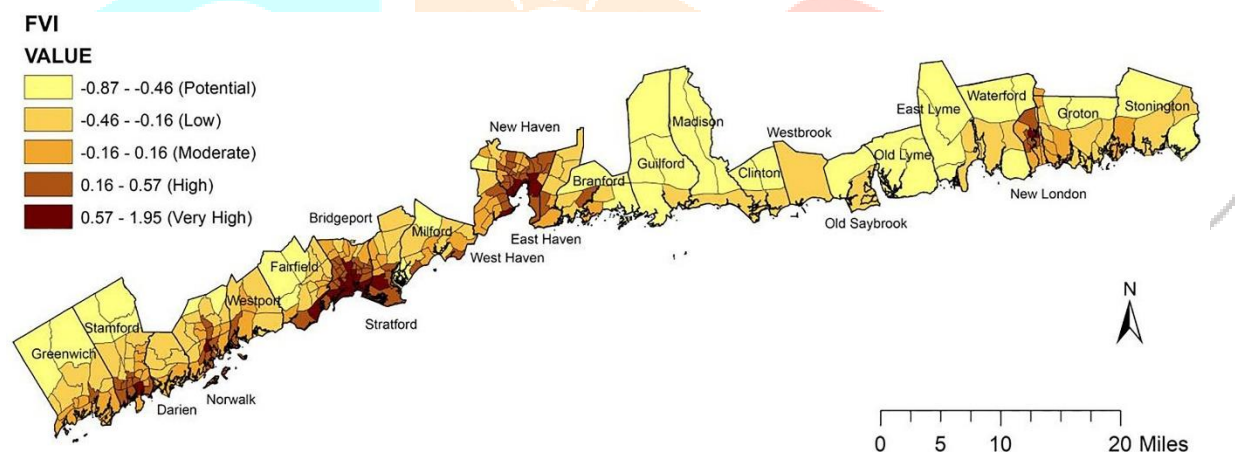 FVI
VALUE
-0.87 - -0.46 (Potential)
-0.46 - -0.16 (Low)
-0.16 - 0.16 (Moderate)
0.16 - 0.57 (High)
0.57 - 1.95 (Very High)
New Haven
Madison
Westbrook
East Lyme
Waterford
Groton
Stonington
Guilford
Branford
Clinton
Old Lyme
New London
Bridgeport
Milford
East Haven
Old Saybrook
West Haven
Fairfield
Westport
Stratford
Stamford
Greenwich
Darien
Norwalk
N
0 5 10 20 Miles